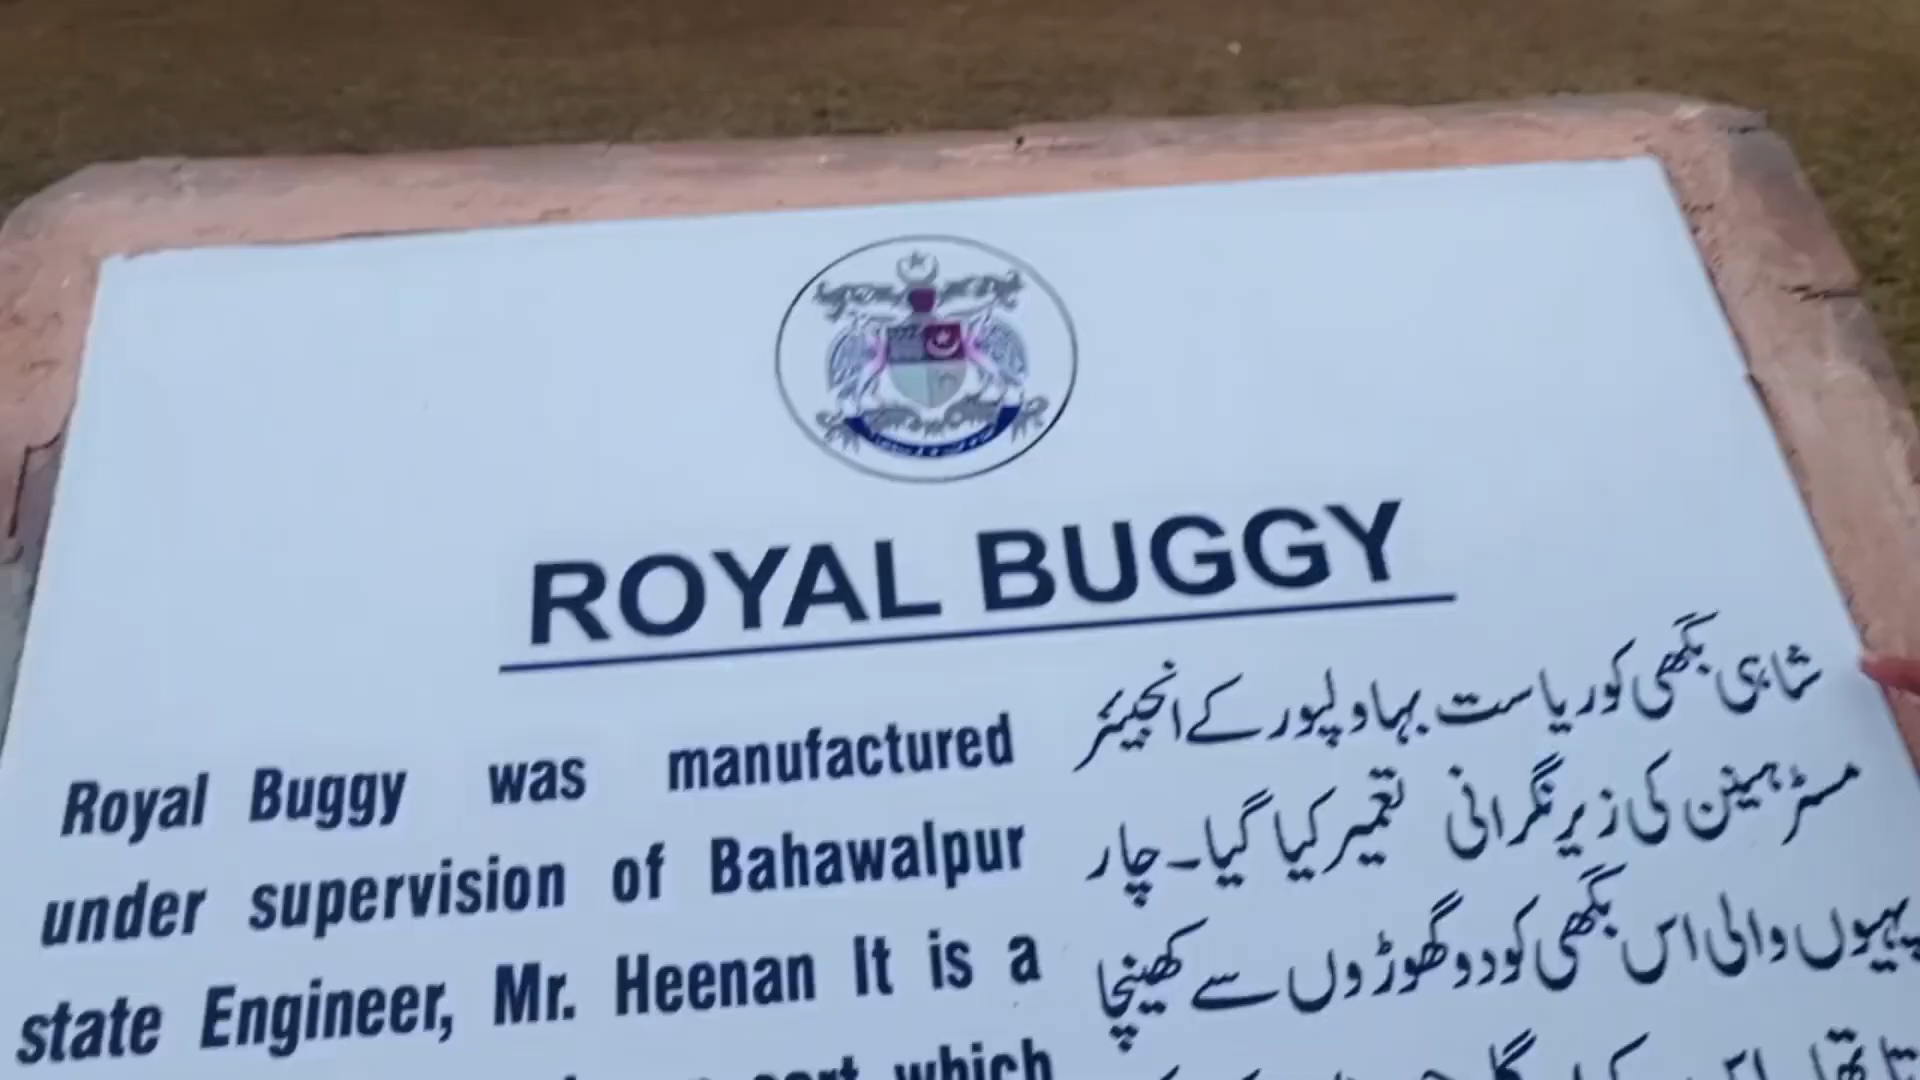 ROYAL BUGGY
Royal Buggy was manufactured
under supervision of Bahawalpur
state Engineer, Mr. Heenan It is a
which
شاہی بگھی کو ریاست بہاولپور کے انجینئر
مسٹر ہینن کی زیر نگرانی تعمیر کیا گیا۔ چار
پہیوں والی اس بگھی کو دو گھوڑوں سے کھینچا